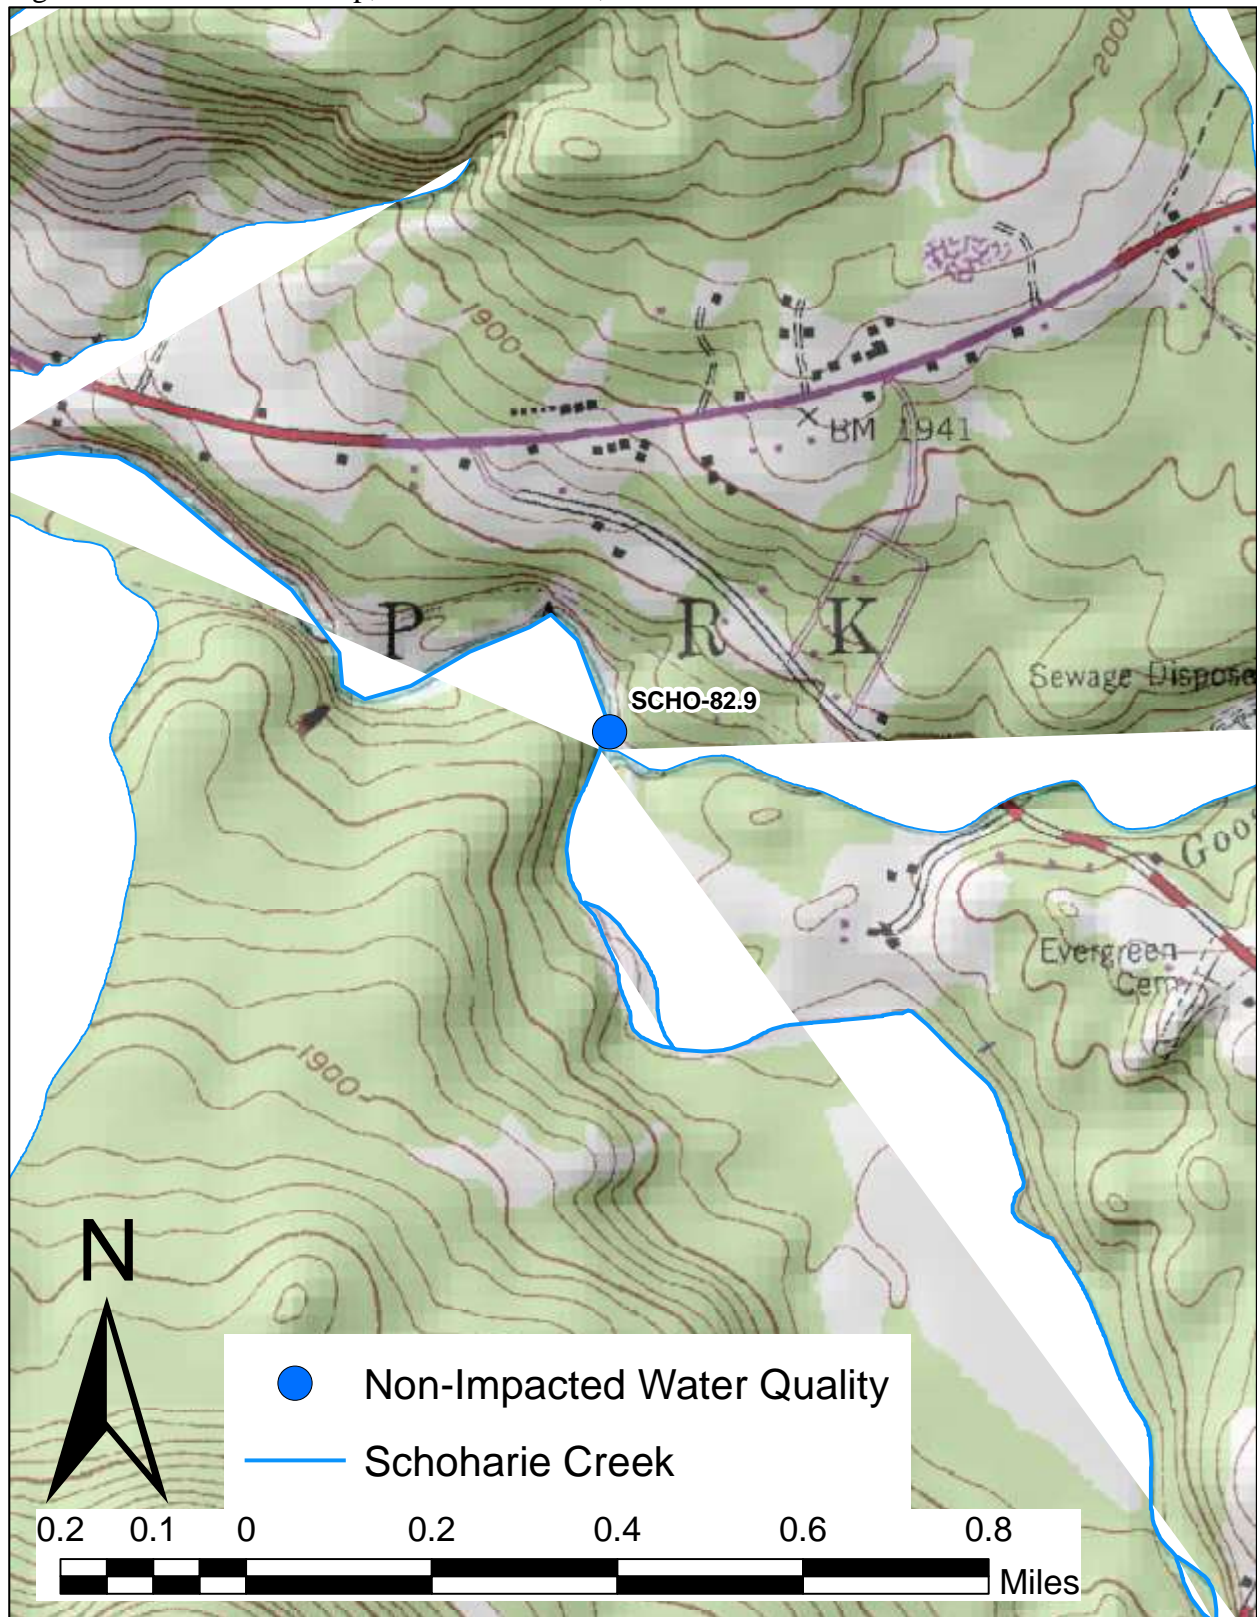 2000
1900
BM 1941
P R K
Sewage Dispose
SCHO-82.9
Goo
Evergreen
Cem
1900
N
Non-Impacted Water Quality
Schoharie Creek
0.2 0.1 0 0.2 0.4 0.6 0.8
Miles